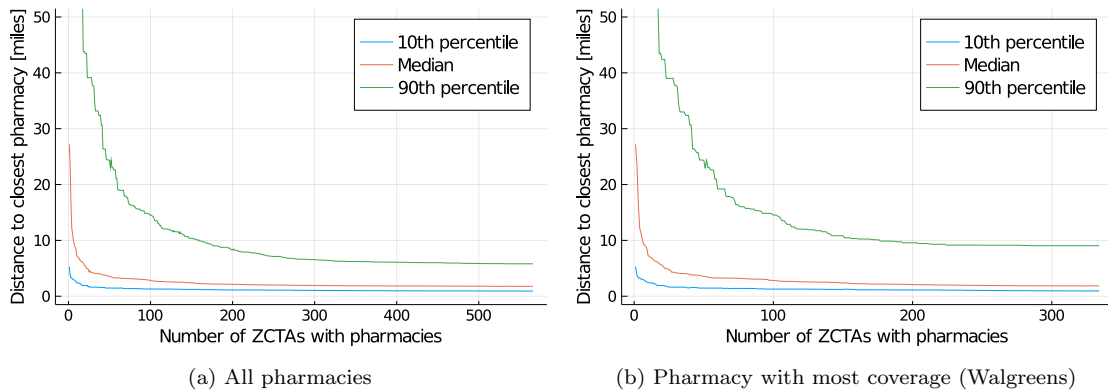 Distance to closest pharmacy [miles]
50
40
30
20
10
0
10th percentile
Median
90th percentile
0 100 200 300 400 500
Number of ZCTAs with pharmacies
(a) All pharmacies
Distance to closest pharmacy [miles]
50
40
30
20
10
0
10th percentile
Median
90th percentile
0 100 200 300
Number of ZCTAs with pharmacies
(b) Pharmacy with most coverage (Walgreens)